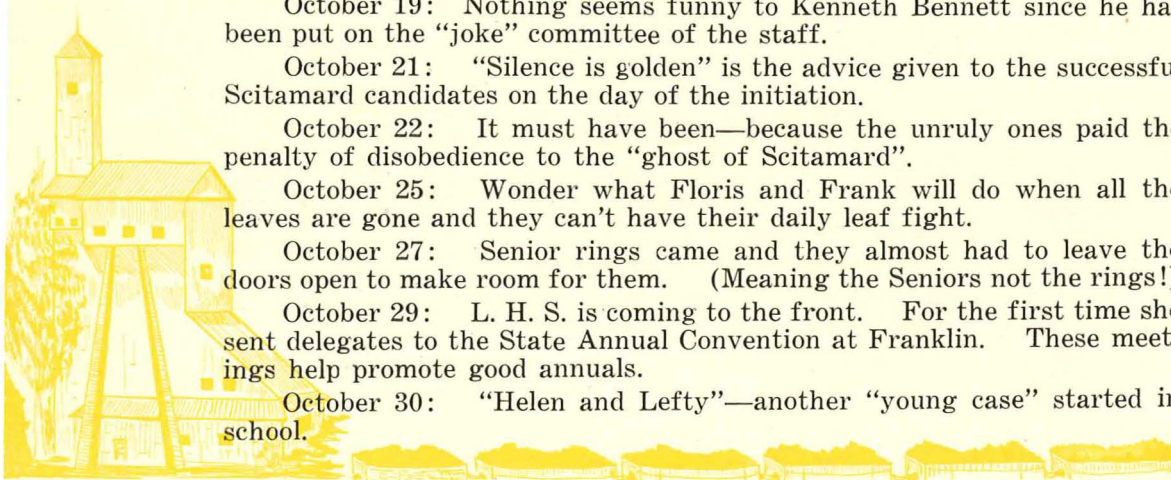 October 19: Nothing seems funny to Kenneth Bennett since he ha
been put on the “joke” committee of the staff.
October 21: “Silence is golden” is the advice given to the successfu
Scitamard candidates on the day of the initiation.
October 22: It must have been—because the unruly ones paid th
penalty of disobedience to the “ghost of Scitamard”.
October 25: Wonder what Floris and Frank will do when all th
leaves are gone and they can’t have their daily leaf fight.
October 27: Senior rings came and they almost had to leave the
doors open to make room for them. (Meaning the Seniors not the rings!)
October 29: L. H. S. is coming to the front. For the first time she
sent delegates to the State Annual Convention at Franklin. These meet-
ings help promote good annuals.
October 30: “Helen and Lefty”—another “young case” started in
school.